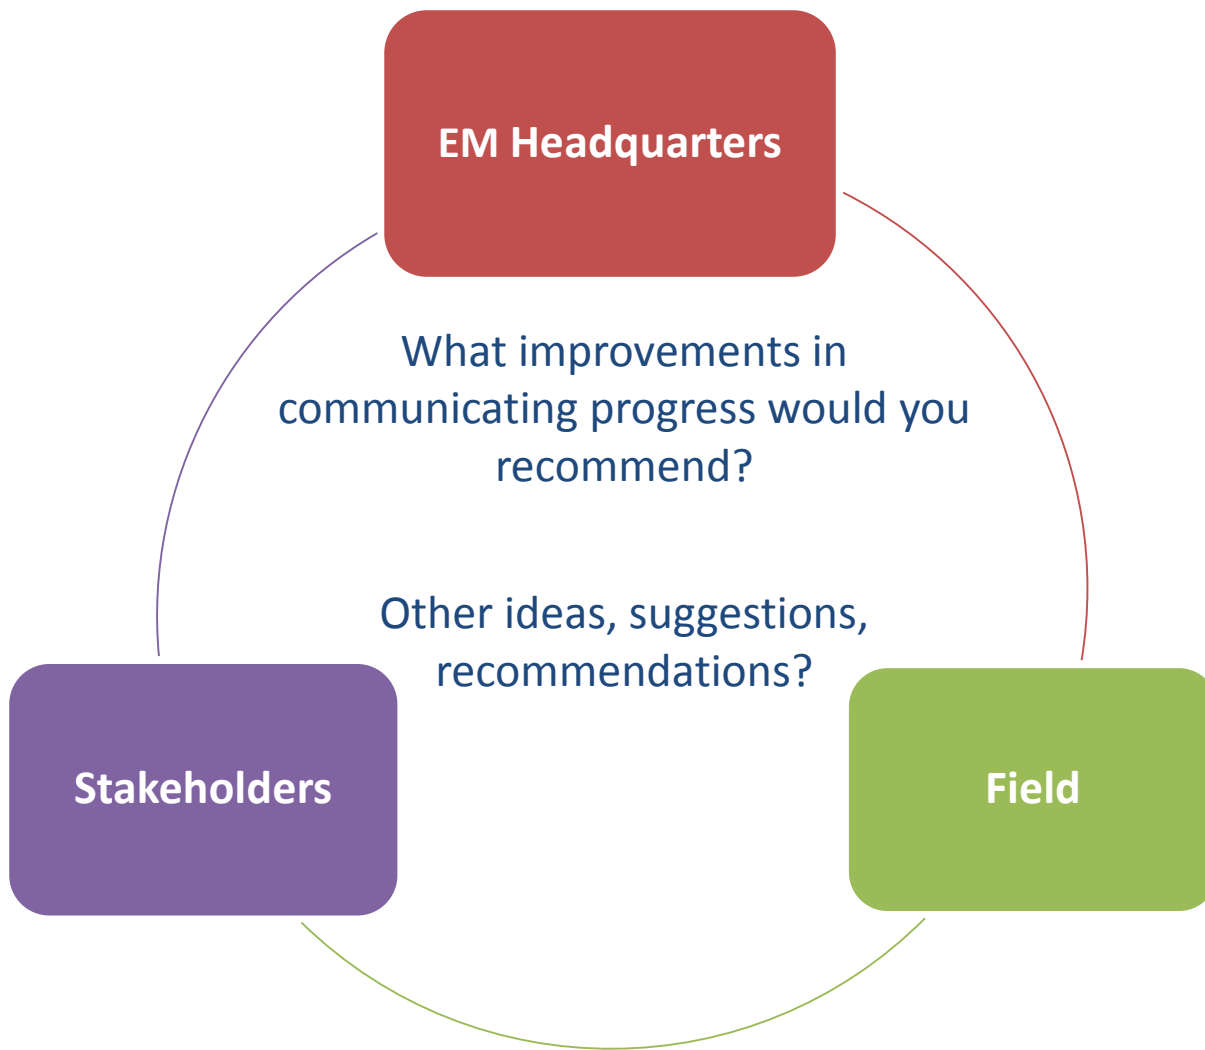 EM Headquarters
What improvements in
communicating progress would you
recommend?
Other ideas, suggestions,
recommendations?
Stakeholders
Field